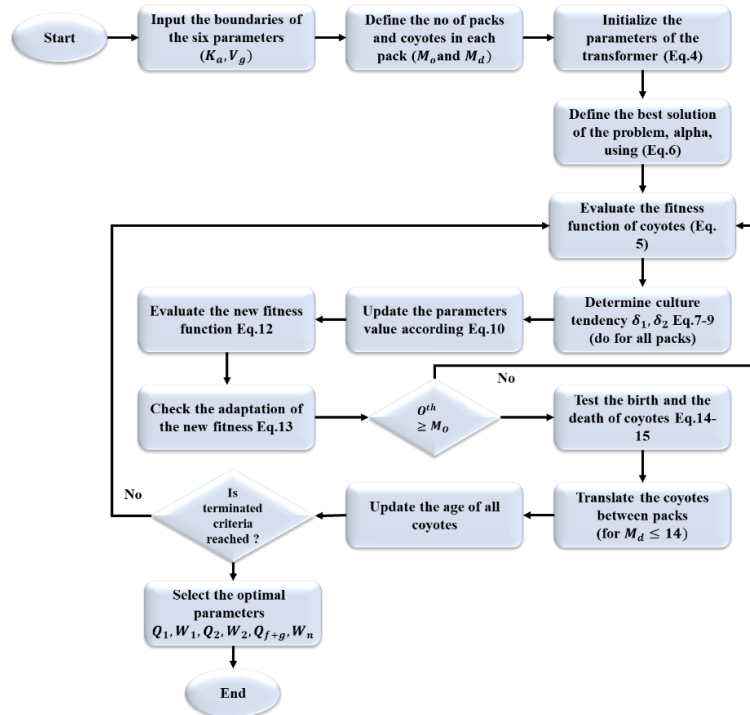 Start
Input the boundaries of
the six parameters
(K_a, V_g)
Define the no of packs
and coyotes in each
pack (M_o and M_d)
Initialize the
parameters of the
transformer (Eq.4)
Define the best solution
of the problem, alpha,
using (Eq.6)
Evaluate the fitness
function of coyotes (Eq.
5)
Determine culture
tendency δ_1, δ_2 Eq.7-9
(do for all packs)
Update the parameters
value according Eq.10
Evaluate the new fitness
function Eq.12
Check the adaptation of
the new fitness Eq.13
O^{th}
≥ M_O
No
Test the birth and the
death of coyotes Eq.14-
15
Translate the coyotes
between packs
(for M_d ≤ 14)
Update the age of all
coyotes
Is
terminated
criteria
reached ?
No
Select the optimal
parameters
Q_1, W_1, Q_2, W_2, Q_{f+g}, W_n
End